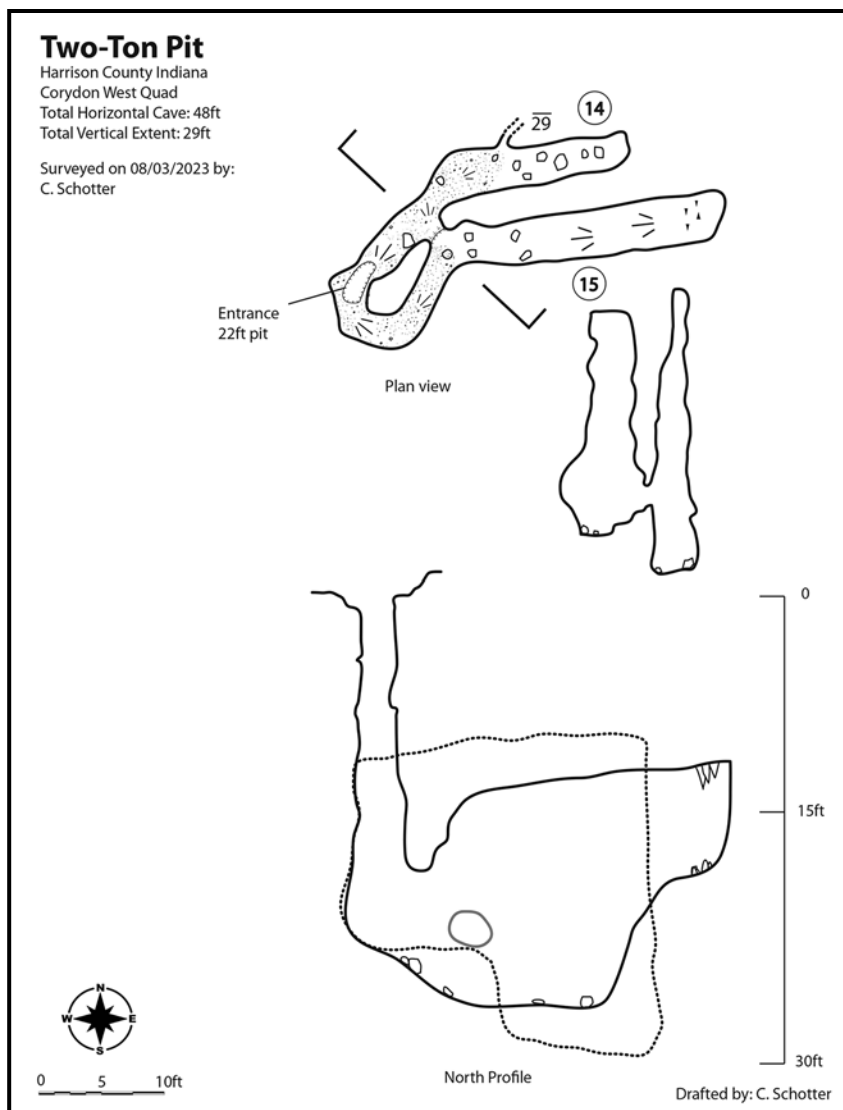 Two-Ton Pit
Harrison County Indiana
Corydon West Quad
Total Horizontal Cave: 48ft
Total Vertical Extent: 29ft
Surveyed on 08/03/2023 by:
C. Schotter
29
14
15
Entrance
22ft pit
Plan view
0
15ft
30ft
North Profile
N
W E
S
0 5 10ft
Drafted by: C. Schotter